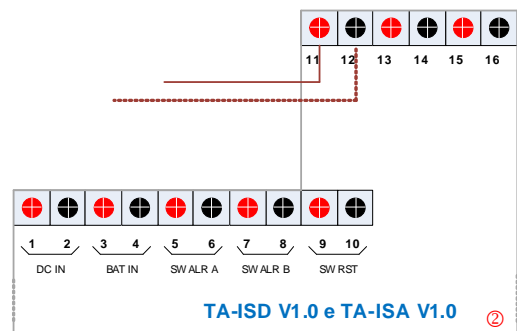 11 12 13 14 15 16
1 2 3 4 5 6 7 8 9 10
DC IN BAT IN SW ALR A SW ALR B SW RST
TA-ISD V1.0 e TA-ISA V1.0
②